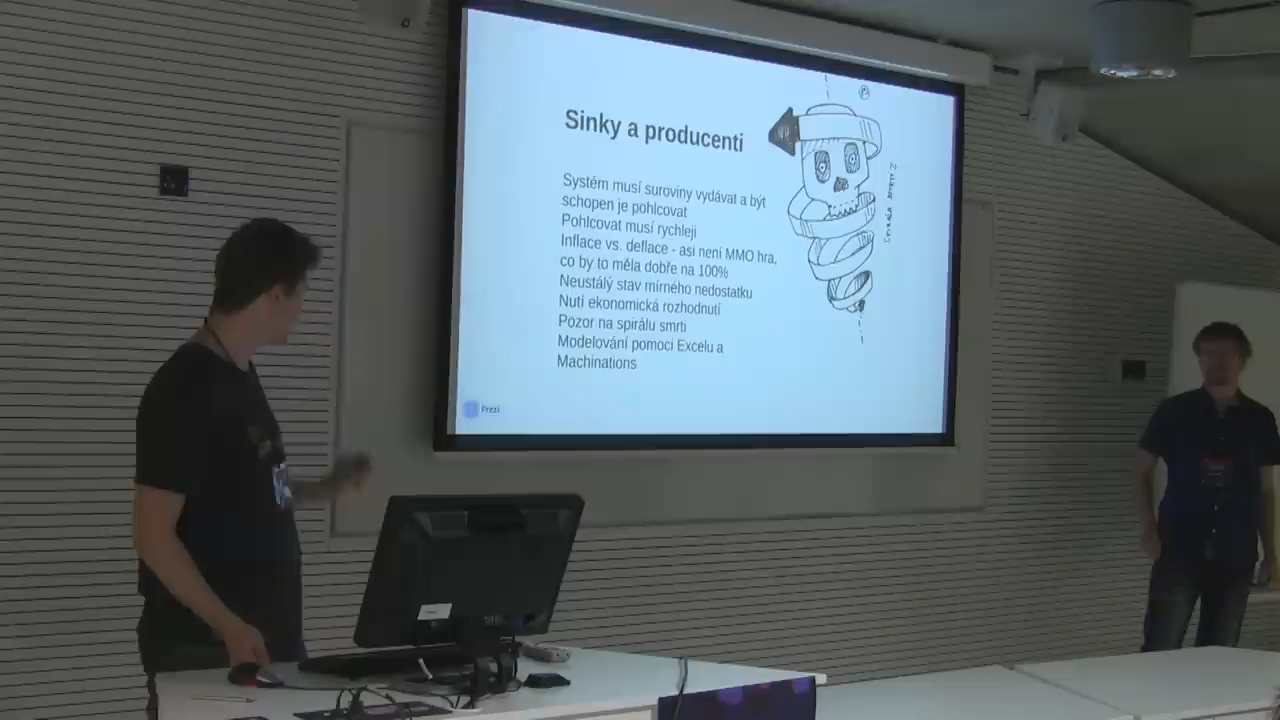 Sinky a producenti
Systém musí suroviny vydávat a být
schopen je pohlcovat
Pohlcovat musí rychleji
Inflace vs. deflace - asi není MMO hra,
co by to měla dobře na 100%
Neustálý stav mírného nedostatku
Nutí ekonomická rozhodnutí
Pozor na spirálu smrti
Modelování pomocí Excelu a
Machinations
Prezi